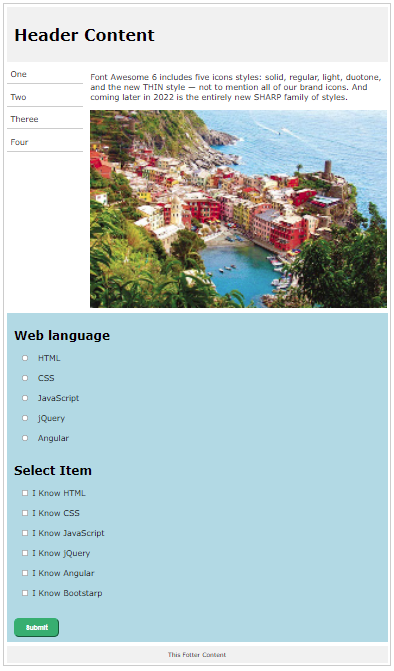 Header Content
One
Two
Theree
Four
Font Awesome 6 includes five icons styles: solid, regular, light, duotone,
and the new THIN style — not to mention all of our brand icons. And
coming later in 2022 is the entirely new SHARP family of styles.
Web language
HTML
CSS
JavaScript
jQuery
Angular
Select Item
I Know HTML
I Know CSS
I Know JavaScript
I Know jQuery
I Know Angular
I Know Bootstarp
Submit
This Fotter Content